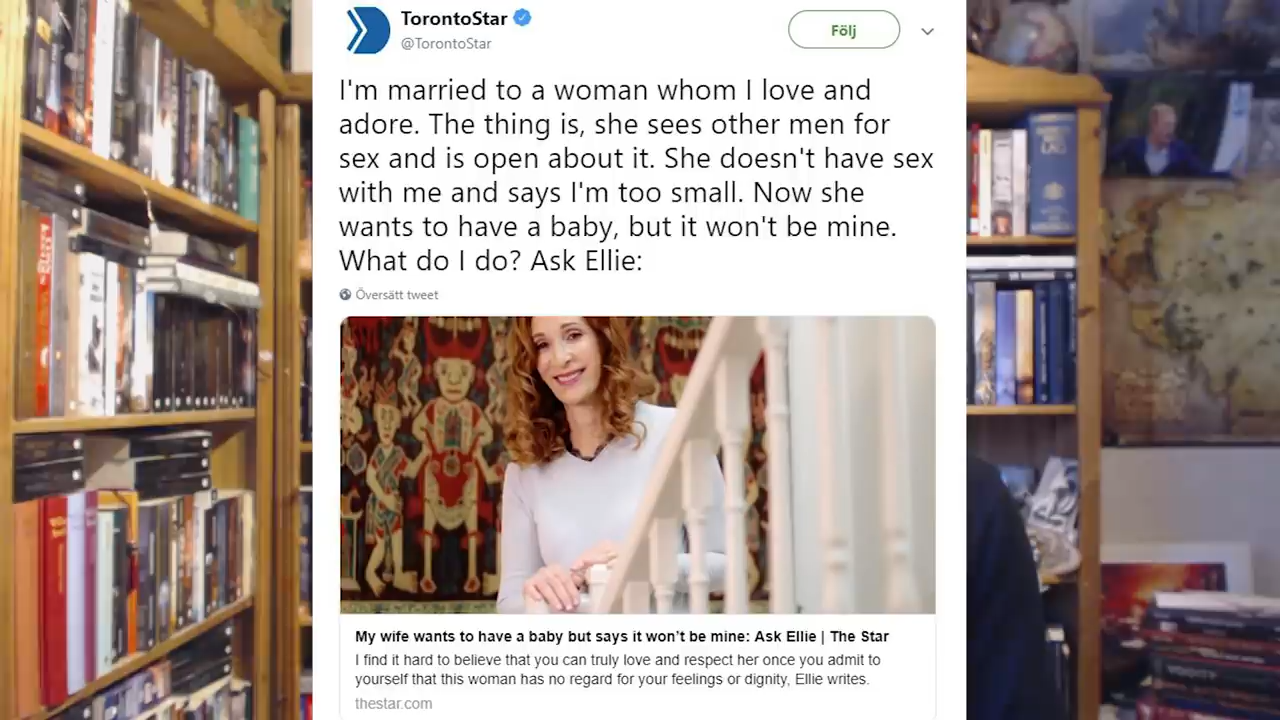 TorontoStar
@TorontoStar
Följ
I'm married to a woman whom I love and
adore. The thing is, she sees other men for
sex and is open about it. She doesn't have sex
with me and says I'm too small. Now she
wants to have a baby, but it won't be mine.
What do I do? Ask Ellie:
Översätt tweet
My wife wants to have a baby but says it won't be mine: Ask Ellie | The Star
I find it hard to believe that you can truly love and respect her once you admit to
yourself that this woman has no regard for your feelings or dignity, Ellie writes.
thestar.com